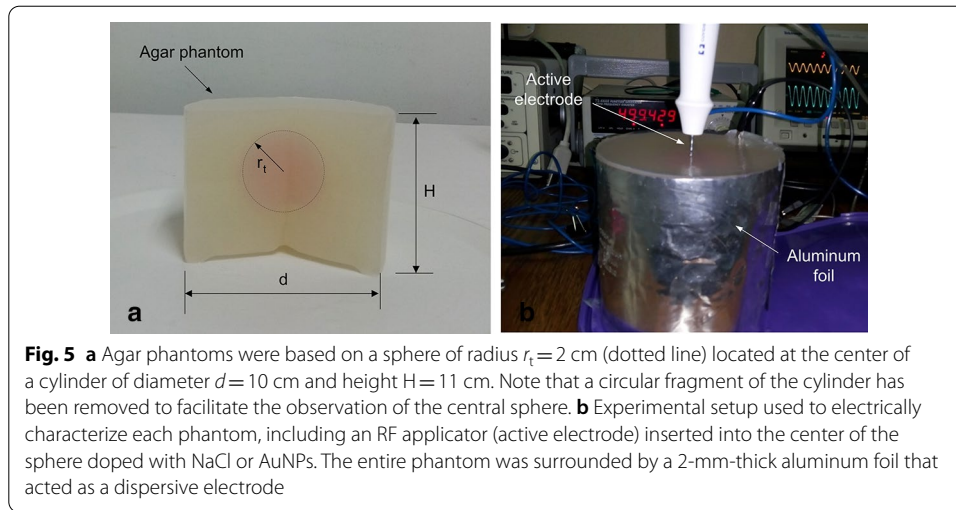 Agar phantom
r_t
H
d
a
Active
electrode
499.429
Aluminum
foil
b
Fig. 5 a Agar phantoms were based on a sphere of radius r_t = 2 cm (dotted line) located at the center of
a cylinder of diameter d = 10 cm and height H = 11 cm. Note that a circular fragment of the cylinder has
been removed to facilitate the observation of the central sphere. b Experimental setup used to electrically
characterize each phantom, including an RF applicator (active electrode) inserted into the center of the
sphere doped with NaCl or AuNPs. The entire phantom was surrounded by a 2-mm-thick aluminum foil that
acted as a dispersive electrode